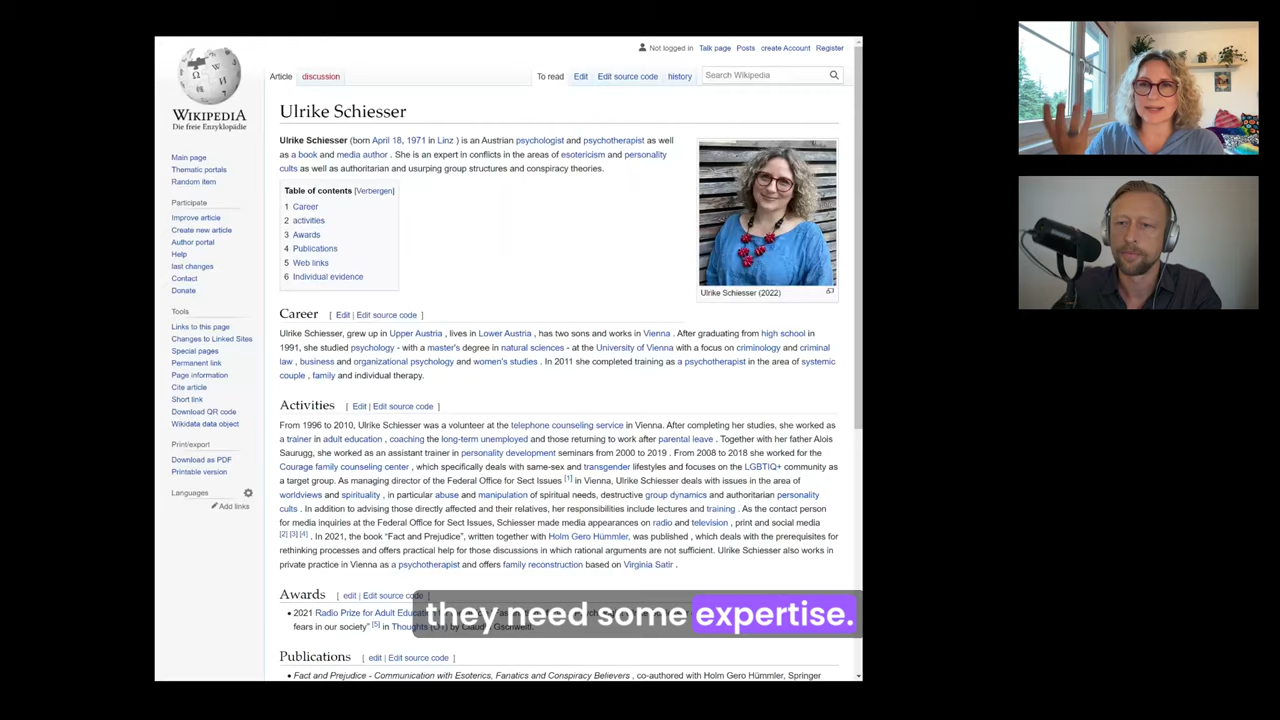 Not logged in Talk page Posts create Account Register
Article discussion To read Edit Edit source code history Search Wikipedia
WIKIPEDIA
Die freie Enzyklopädie
Main page
Thematic portals
Random item
Participate
Improve article
Create new article
Author portal
Help
last changes
Contact
Donate
Tools
Links to this page
Changes to Linked Sites
Special pages
Permanent link
Page information
Cite article
Short link
Download QR code
Wikidata data object
Print/export
Download as PDF
Printable version
Languages
Add links
Ulrike Schiesser
Ulrike Schiesser (born April 18, 1971 in Linz ) is an Austrian psychologist and psychotherapist as well
as a book and media author . She is an expert in conflicts in the areas of esotericism and personality
cults as well as authoritarian and usurping group structures and conspiracy theories.
Table of contents [Verbergen]
1 Career
2 activities
3 Awards
4 Publications
5 Web links
6 Individual evidence
Ulrike Schiesser (2022)
Career [ Edit | Edit source code ]
Ulrike Schiesser, grew up in Upper Austria , lives in Lower Austria , has two sons and works in Vienna . After graduating from high school in
1991, she studied psychology - with a master's degree in natural sciences - at the University of Vienna with a focus on criminology and criminal
law , business and organizational psychology and women's studies . In 2011 she completed training as a psychotherapist in the area of systemic
couple , family and individual therapy.
Activities [ Edit | Edit source code ]
From 1996 to 2010, Ulrike Schiesser was a volunteer at the telephone counseling service in Vienna. After completing her studies, she worked as
a trainer in adult education , coaching the long-term unemployed and those returning to work after parental leave . Together with her father Alois
Saurugg, she worked as an assistant trainer in personality development seminars from 2000 to 2019 . From 2008 to 2018 she worked for the
Courage family counseling center , which specifically deals with same-sex and transgender lifestyles and focuses on the LGBTIQ+ community as
a target group. As managing director of the Federal Office for Sect Issues [1] in Vienna, Ulrike Schiesser deals with issues in the area of
worldviews and spirituality , in particular abuse and manipulation of spiritual needs, destructive group dynamics and authoritarian personality
cults . In addition to advising those directly affected and their relatives, her responsibilities include lectures and training . As the contact person
for media inquiries at the Federal Office for Sect Issues, Schiesser made media appearances on radio and television , print and social media
[2] [3] [4] . In 2021, the book “Fact and Prejudice”, written together with Holm Gero Hümmler, was published , which deals with the prerequisites for
rethinking processes and offers practical help for those discussions in which rational arguments are not sufficient. Ulrike Schiesser also works in
private practice in Vienna as a psychotherapist and offers family reconstruction based on Virginia Satir .
Awards [ edit | Edit source code ]
2021 Radio Prize for Adult
fears in our society” [5] in
they need some expertise.
Publications [ edit | Edit source code ]
Fact and Prejudice - Communication with Esoterics, Fanatics and Conspiracy Believers , co-authored with Holm Gero Hümmler, Springer